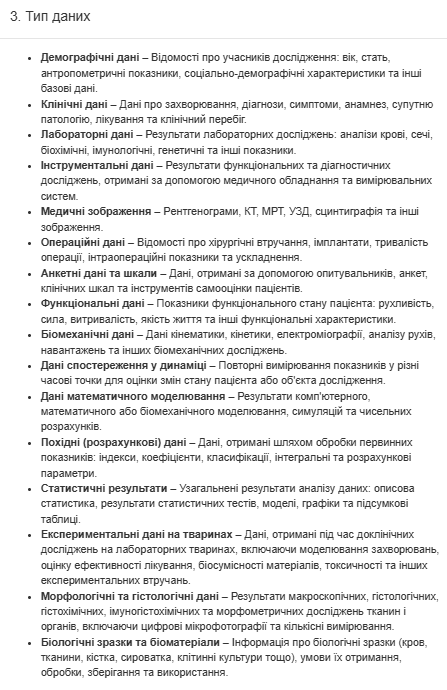 3. Тип даних
• Демографічні дані – Відомості про учасників дослідження: вік, стать,
антропометричні показники, соціально-демографічні характеристики та інші
базові дані.
• Клінічні дані – Дані про захворювання, діагнози, симптоми, анамнез, супутню
патологію, лікування та клінічний перебіг.
• Лабораторні дані – Результати лабораторних досліджень: аналізи крові, сечі,
біохімічні, імунологічні, генетичні та інші показники.
• Інструментальні дані – Результати функціональних та діагностичних
досліджень, отримані за допомогою медичного обладнання та вимірювальних
систем.
• Медичні зображення – Рентгенограми, КТ, МРТ, УЗД, сцинтиграфія та інші
зображення.
• Операційні дані – Відомості про хірургічні втручання, імплантати, тривалість
операції, інтраопераційні показники та ускладнення.
• Анкетні дані та шкали – Дані, отримані за допомогою опитувальників, анкет,
клінічних шкал та інструментів самооцінки пацієнтів.
• Функціональні дані – Показники функціонального стану пацієнта: рухливість,
сила, витривалість, якість життя та інші функціональні характеристики.
• Біомеханічні дані – Дані кінематики, кінетики, електроміографії, аналізу рухів,
навантажень та інших біомеханічних досліджень.
• Дані спостереження у динаміці – Повторні вимірювання показників у різні
часові точки для оцінки змін стану пацієнта або об'єкта дослідження.
• Дані математичного моделювання – Результати комп'ютерного,
математичного або біомеханічного моделювання, симуляцій та чисельних
розрахунків.
• Похідні (розрахункові) дані – Дані, отримані шляхом обробки первинних
показників: індекси, коефіцієнти, класифікації, інтегральні та розрахункові
параметри.
• Статистичні результати – Узагальнені результати аналізу даних: описова
статистика, результати статистичних тестів, моделі, графіки та підсумкові
таблиці.
• Експериментальні дані на тваринах – Дані, отримані під час доклінічних
досліджень на лабораторних тваринах, включаючи моделювання захворювань,
оцінку ефективності лікування, біосумісності матеріалів, токсичності та інших
експериментальних втручань.
• Морфологічні та гістологічні дані – Результати макроскопічних, гістологічних,
гістохімічних, імуногістохімічних та морфометричних досліджень тканин і
органів, включаючи цифрові мікрофотографії та кількісні вимірювання.
• Біологічні зразки та біоматеріали – Інформація про біологічні зразки (кров,
тканини, кістка, сироватка, клітинні культури тощо), умови їх отримання,
обробки, зберігання та використання.